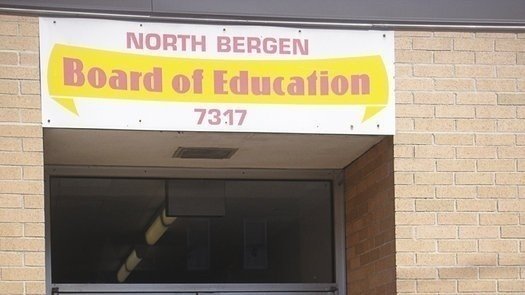 NORTH BERGEN
Board of Education
7317